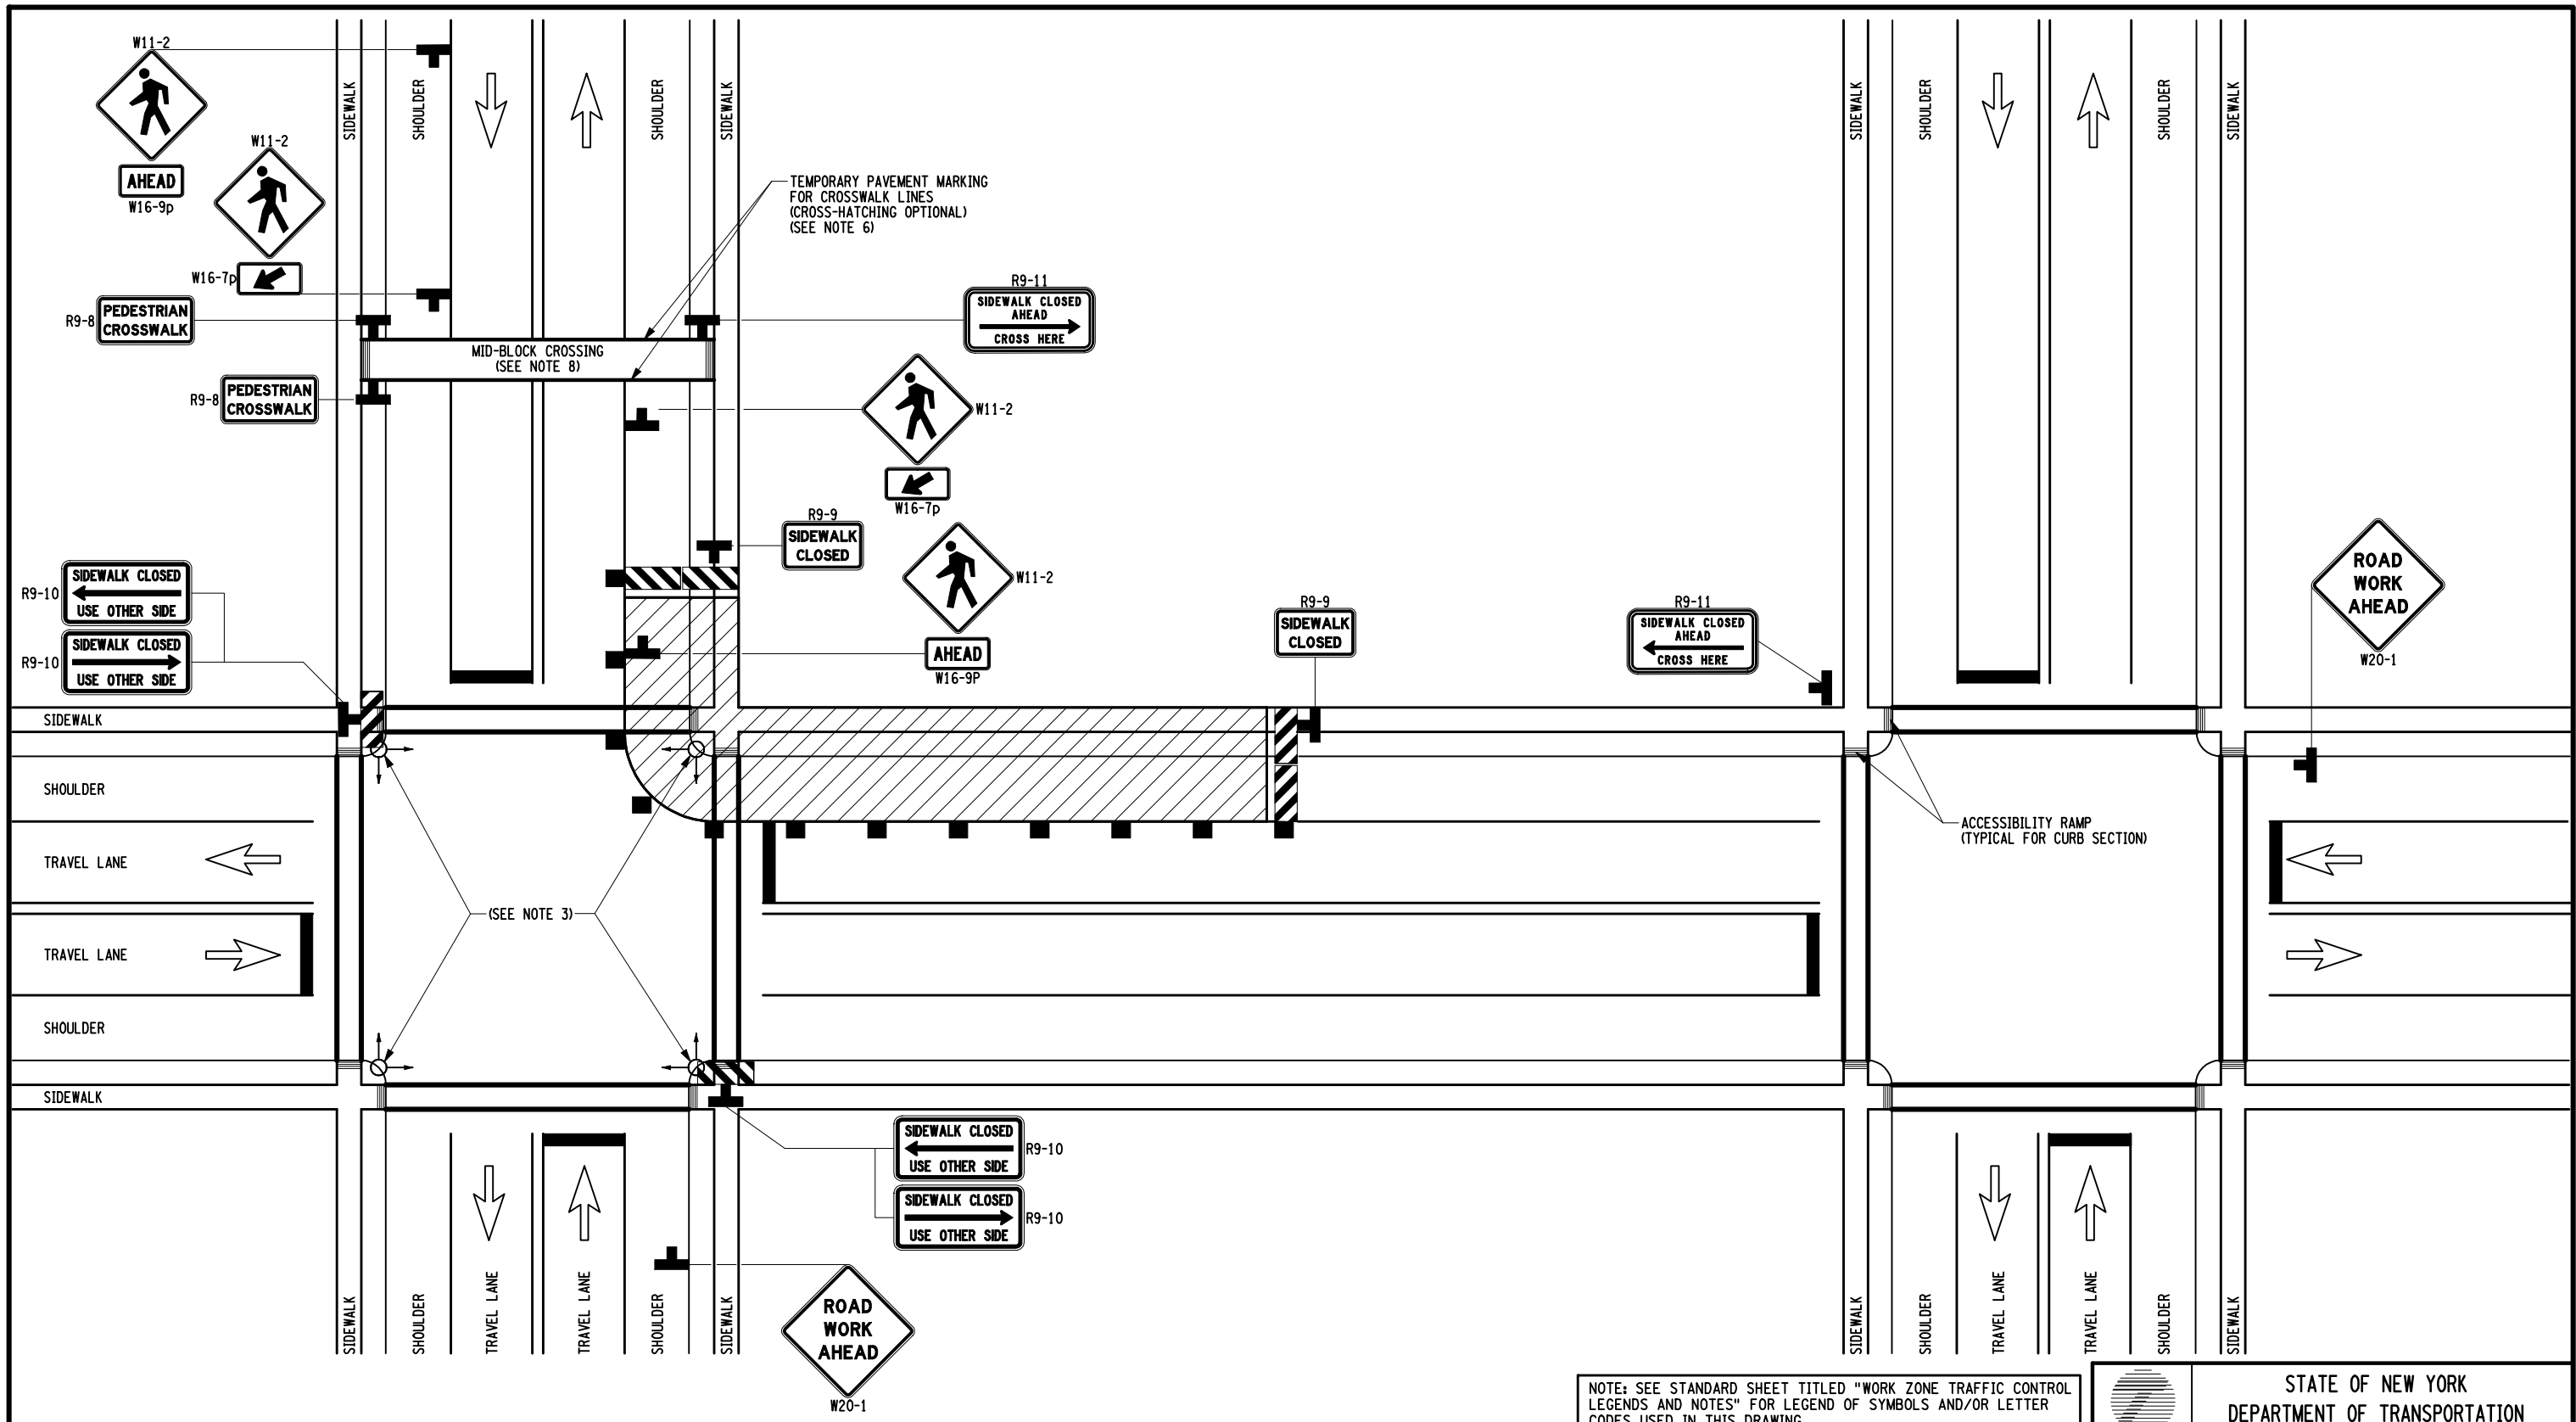 W11-2
AHEAD
W16-9p
W11-2
W16-7p
SIDEWALK
SHOULDER
SHOULDER
SIDEWALK
TEMPORARY PAVEMENT MARKING
FOR CROSSWALK LINES
(CROSS-HATCHING OPTIONAL)
(SEE NOTE 6)
SIDEWALK
SHOULDER
SHOULDER
SIDEWALK
R9-8
PEDESTRIAN
CROSSWALK
R9-11
SIDEWALK CLOSED
AHEAD
CROSS HERE
MID-BLOCK CROSSING
(SEE NOTE 8)
R9-8
PEDESTRIAN
CROSSWALK
W11-2
W16-7p
R9-9
SIDEWALK
CLOSED
W11-2
AHEAD
W16-9P
R9-10
SIDEWALK CLOSED
USE OTHER SIDE
R9-10
SIDEWALK CLOSED
USE OTHER SIDE
R9-9
SIDEWALK
CLOSED
R9-11
SIDEWALK CLOSED
AHEAD
CROSS HERE
ROAD
WORK
AHEAD
W20-1
SIDEWALK
SHOULDER
TRAVEL LANE
TRAVEL LANE
SHOULDER
SIDEWALK
(SEE NOTE 3)
ACCESSIBILITY RAMP
(TYPICAL FOR CURB SECTION)
SIDEWALK CLOSED
USE OTHER SIDE
R9-10
SIDEWALK CLOSED
USE OTHER SIDE
R9-10
SIDEWALK
SHOULDER
TRAVEL LANE
TRAVEL LANE
SHOULDER
SIDEWALK
ROAD
WORK
AHEAD
W20-1
SIDEWALK
SHOULDER
TRAVEL LANE
TRAVEL LANE
SHOULDER
SIDEWALK
NOTE: SEE STANDARD SHEET TITLED "WORK ZONE TRAFFIC CONTROL
LEGENDS AND NOTES" FOR LEGEND OF SYMBOLS AND/OR LETTER
CODES USED IN THIS DRAWING
STATE OF NEW YORK
DEPARTMENT OF TRANSPORTATION